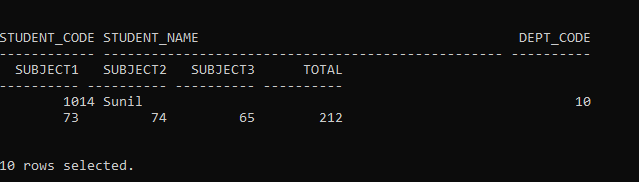 STUDENT_CODE STUDENT_NAME DEPT_CODE
------------ -------------------------------------------------- ----------
SUBJECT1 SUBJECT2 SUBJECT3 TOTAL
---------- ---------- ---------- ----------
1014 Sunil 10
73 74 65 212
10 rows selected.